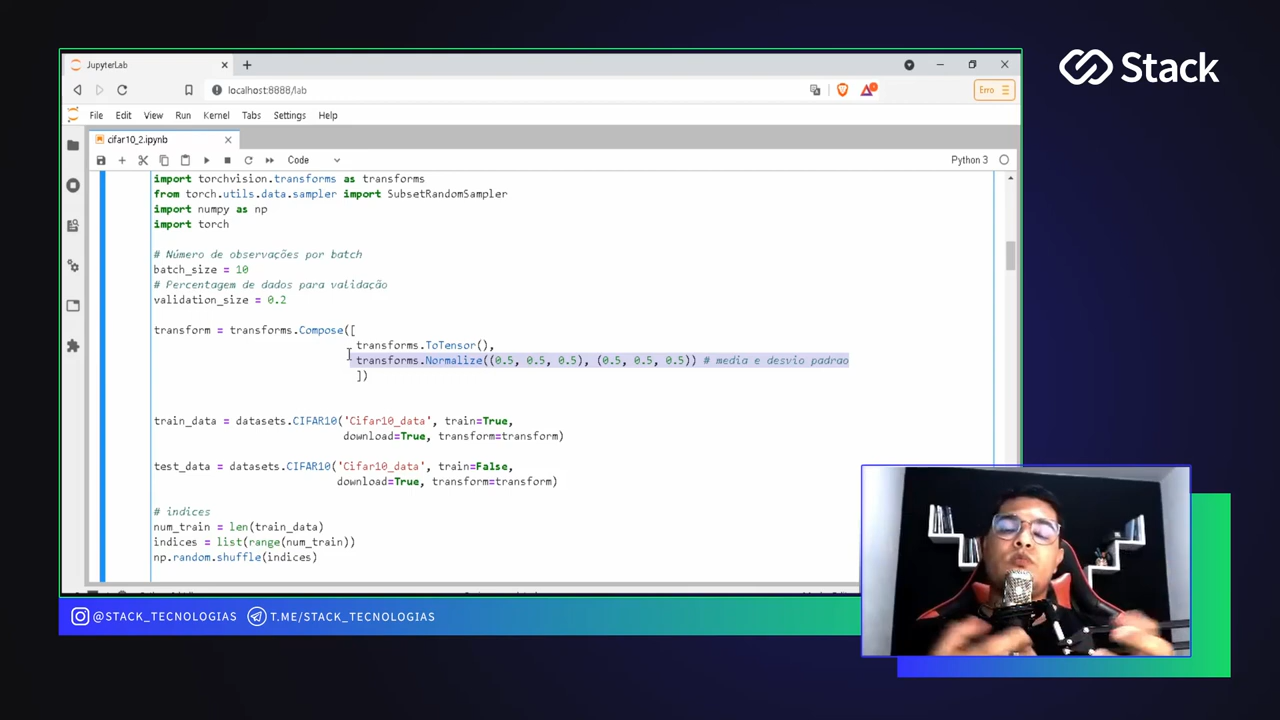 Stack
JupyterLab
localhost:8888/lab
Erro
File Edit View Run Kernel Tabs Settings Help
cifar10_2.ipynb
Code
Python 3
import torchvision.transforms as transforms
from torch.utils.data.sampler import SubsetRandomSampler
import numpy as np
import torch
# Número de observações por batch
batch_size = 10
# Percentagem de dados para validação
validation_size = 0.2
transform = transforms.Compose([
transforms.ToTensor(),
transforms.Normalize((0.5, 0.5, 0.5), (0.5, 0.5, 0.5)) # media e desvio padrao
])
train_data = datasets.CIFAR10('Cifar10_data', train=True,
download=True, transform=transform)
test_data = datasets.CIFAR10('Cifar10_data', train=False,
download=True, transform=transform)
# indices
num_train = len(train_data)
indices = list(range(num_train))
np.random.shuffle(indices)
@STACK_TECNOLOGIAS T.ME/STACK_TECNOLOGIAS